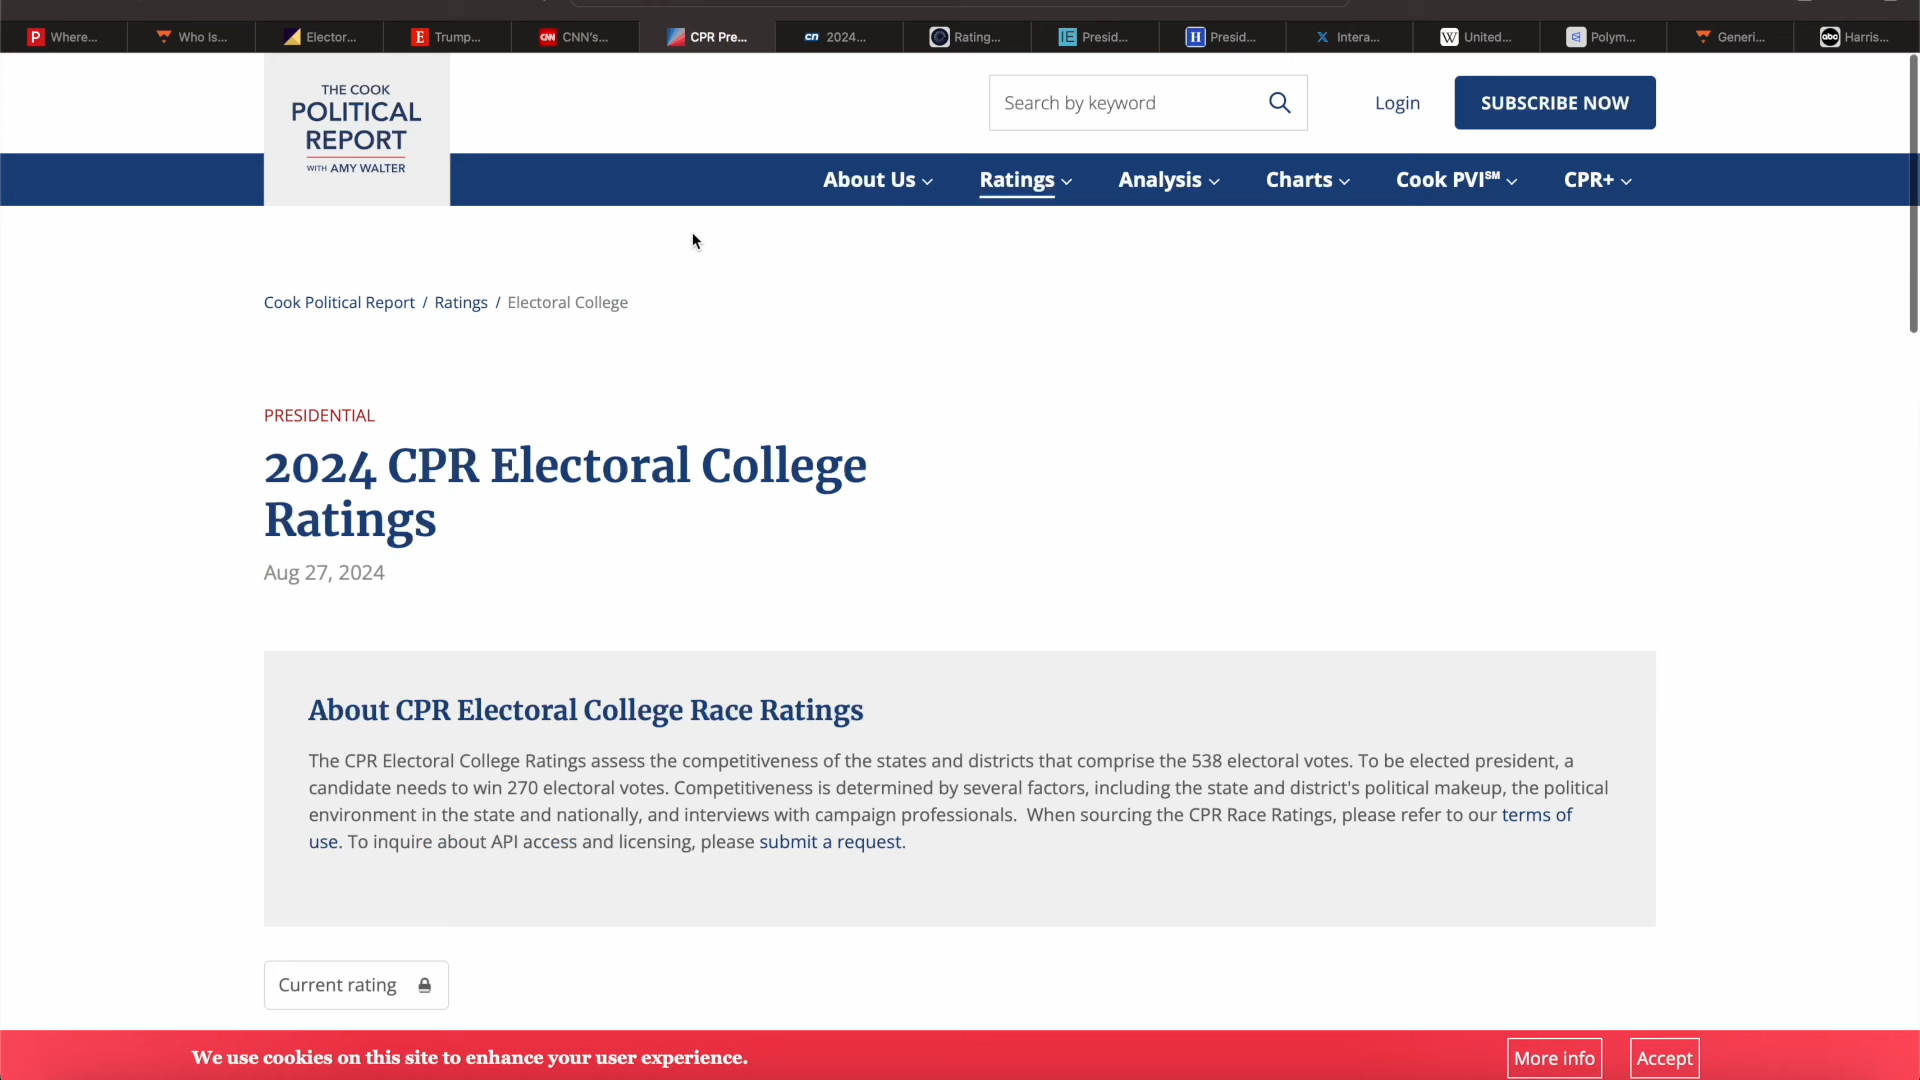 Where...
Who Is...
Elector...
Trump...
CNN
CNN's...
CPR Pre...
cn
2024...
Rating...
IE
Presid...
H
Presid...
X
Intera...
W
United...
Polym...
Generi...
abc
Harris...
THE COOK
POLITICAL
REPORT
WITH AMY WALTER
Search by keyword
Login
SUBSCRIBE NOW
About Us
Ratings
Analysis
Charts
Cook PVI℠
CPR+
Cook Political Report / Ratings / Electoral College
PRESIDENTIAL
2024 CPR Electoral College
Ratings
Aug 27, 2024
About CPR Electoral College Race Ratings
The CPR Electoral College Ratings assess the competitiveness of the states and districts that comprise the 538 electoral votes. To be elected president, a
candidate needs to win 270 electoral votes. Competitiveness is determined by several factors, including the state and district's political makeup, the political
environment in the state and nationally, and interviews with campaign professionals. When sourcing the CPR Race Ratings, please refer to our terms of
use. To inquire about API access and licensing, please submit a request.
Current rating
We use cookies on this site to enhance your user experience.
More info
Accept